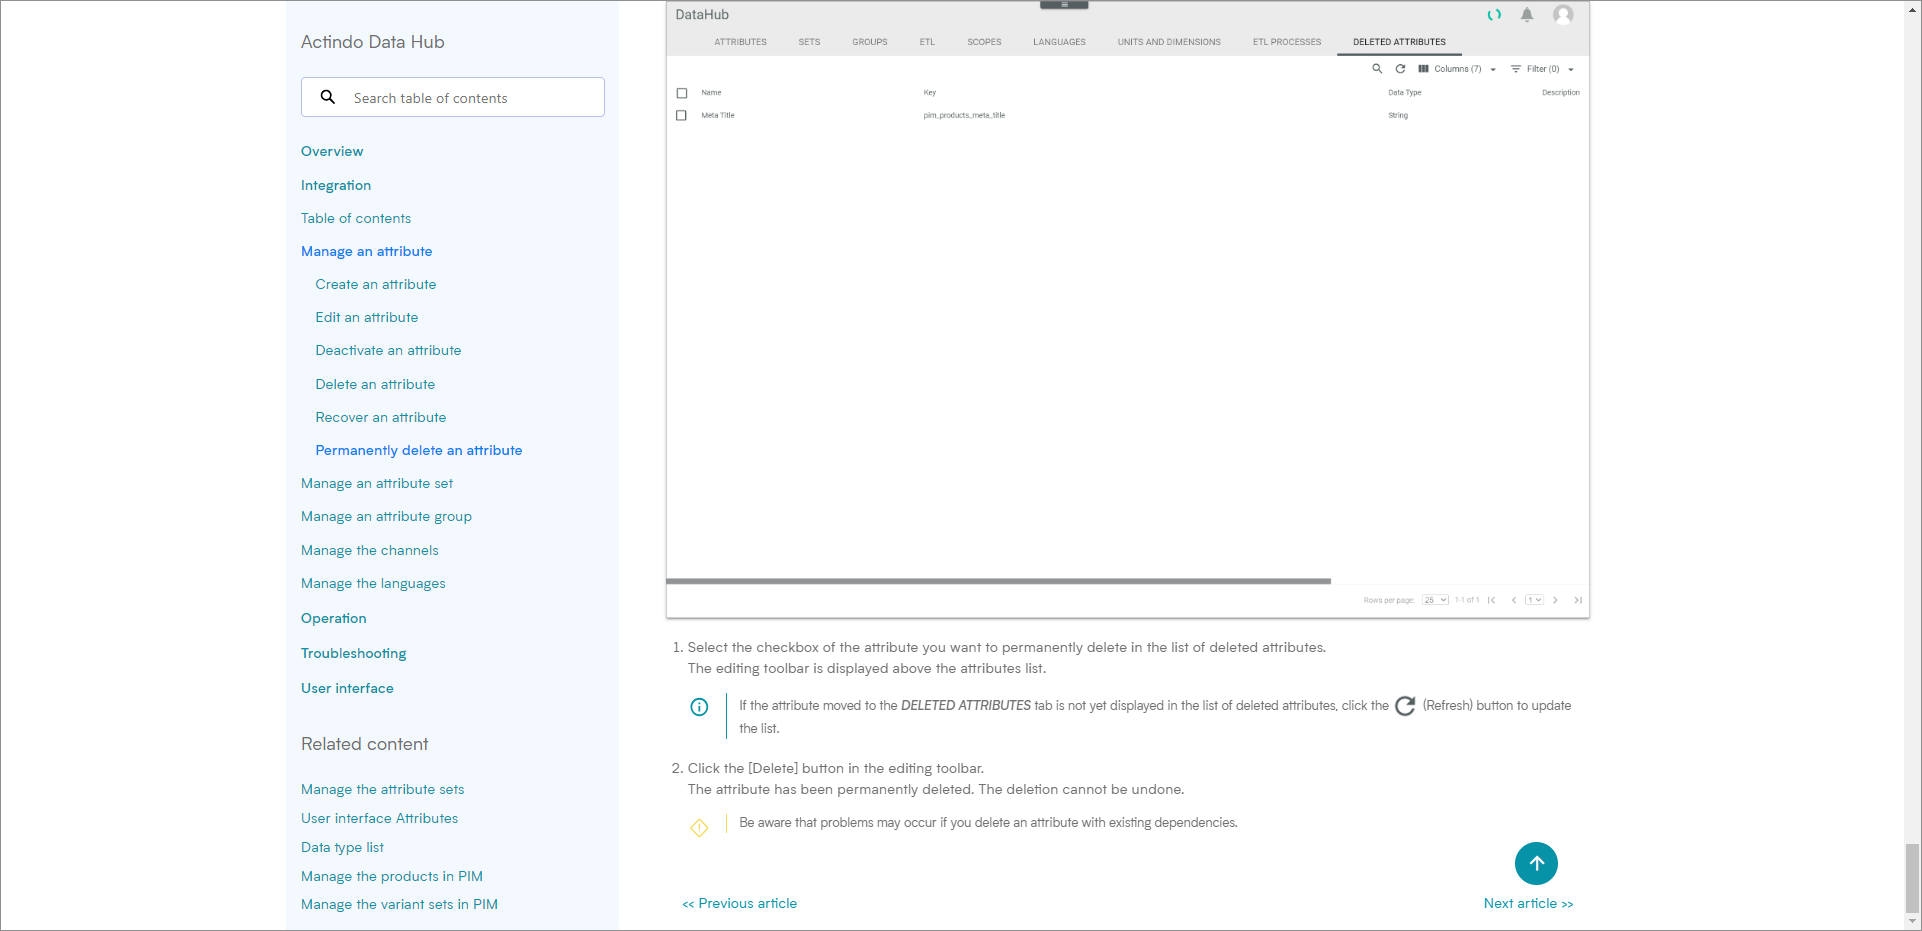 Actindo Data Hub
Search table of contents
Overview
Integration
Table of contents
Manage an attribute
Create an attribute
Edit an attribute
Deactivate an attribute
Delete an attribute
Recover an attribute
Permanently delete an attribute
Manage an attribute set
Manage an attribute group
Manage the channels
Manage the languages
Operation
Troubleshooting
User interface
Related content
Manage the attribute sets
User interface Attributes
Data type list
Manage the products in PIM
Manage the variant sets in PIM
DataHub
ATTRIBUTES SETS GROUPS ETL SCOPES LANGUAGES UNITS AND DIMENSIONS ETL PROCESSES DELETED ATTRIBUTES
Columns (7) Filter (0)
Name Key Data Type Description
Meta Title pim_products_meta_title String
Rows per page: 25 1-1 of 1 1
1. Select the checkbox of the attribute you want to permanently delete in the list of deleted attributes.
The editing toolbar is displayed above the attributes list.
If the attribute moved to the DELETED ATTRIBUTES tab is not yet displayed in the list of deleted attributes, click the (Refresh) button to update
the list.
2. Click the [Delete] button in the editing toolbar.
The attribute has been permanently deleted. The deletion cannot be undone.
Be aware that problems may occur if you delete an attribute with existing dependencies.
<< Previous article Next article >>